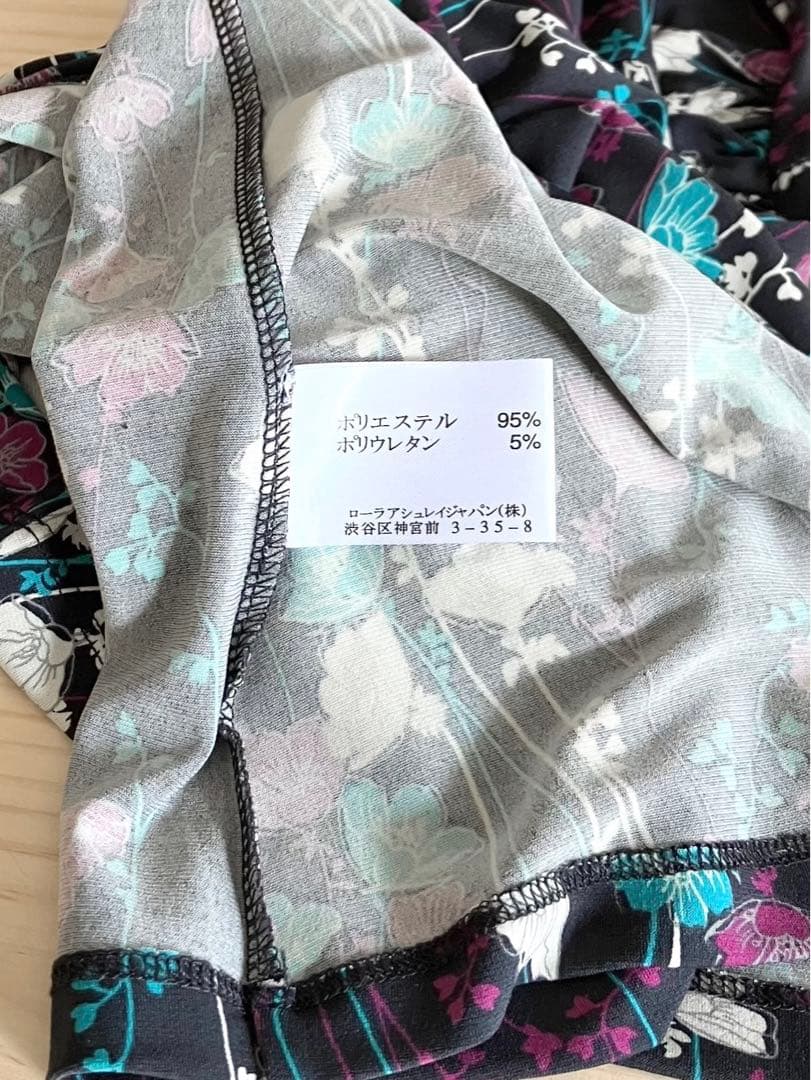 ポリエステル 95%
ポリウレタン 5%
ローラアシュレイジャパン(株)
渋谷区神宮前 3-35-8